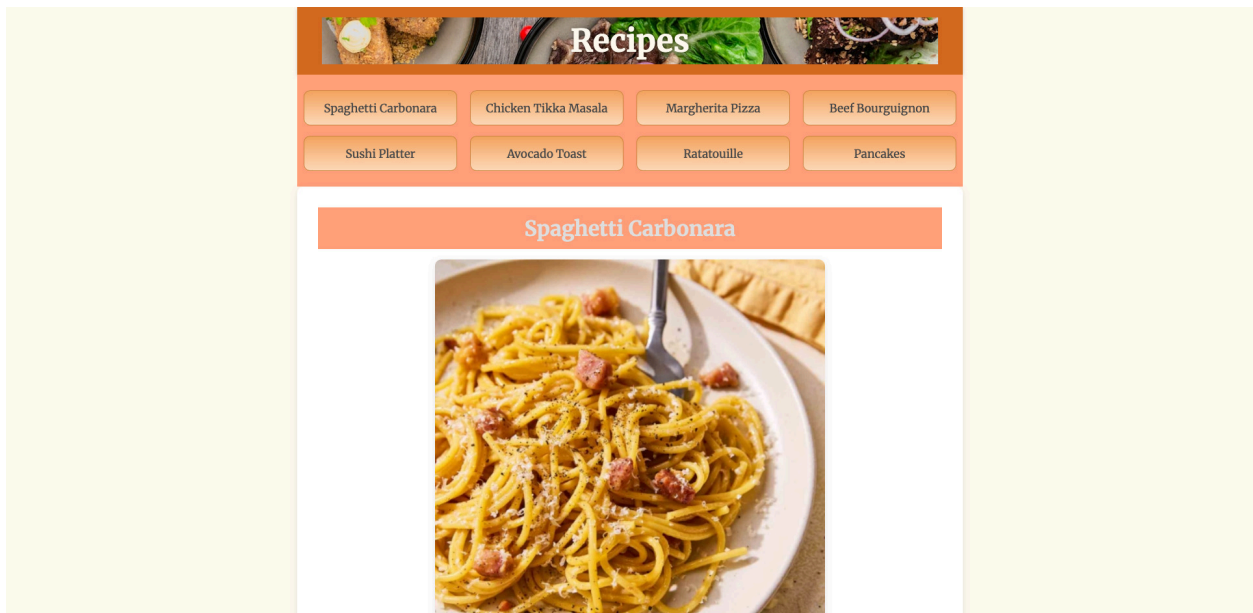 Recipes
Spaghetti Carbonara
Chicken Tikka Masala
Margherita Pizza
Beef Bourguignon
Sushi Platter
Avocado Toast
Ratatouille
Pancakes
Spaghetti Carbonara